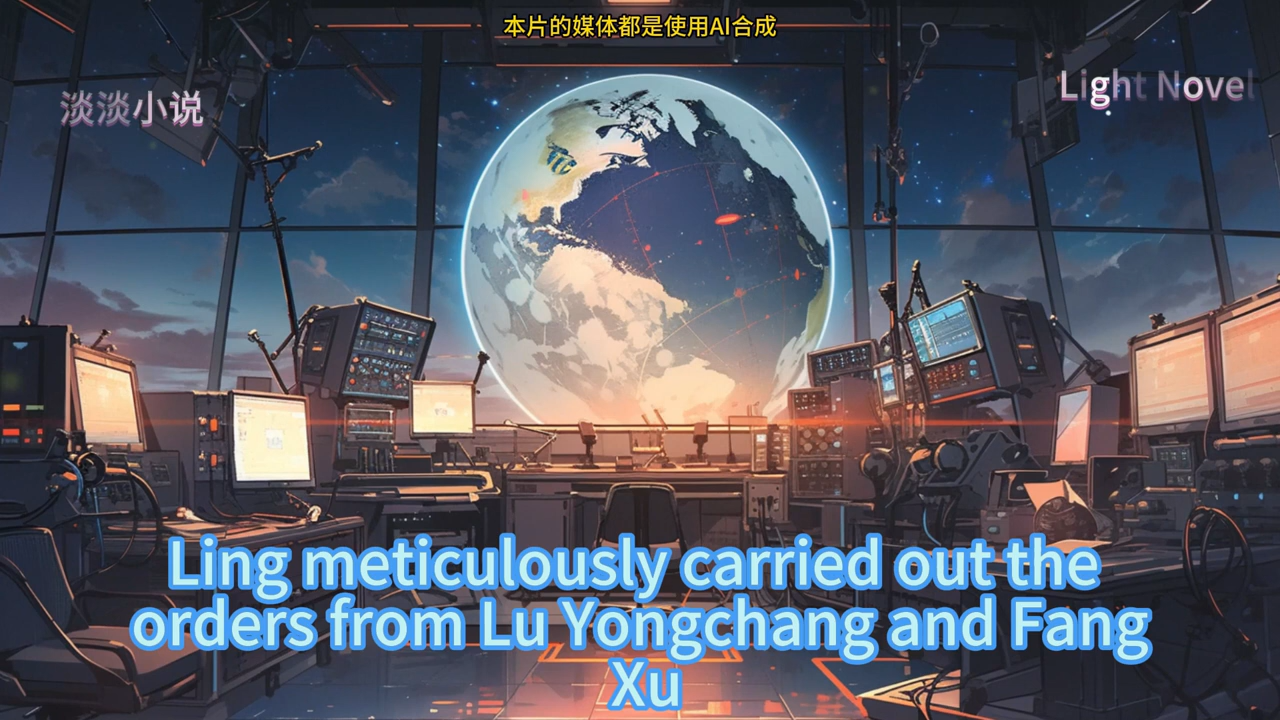 本片的媒体都是使用AI合成
淡淡小说
Light Novel
Ling meticulously carried out the
orders from Lu Yongchang and Fang
Xu